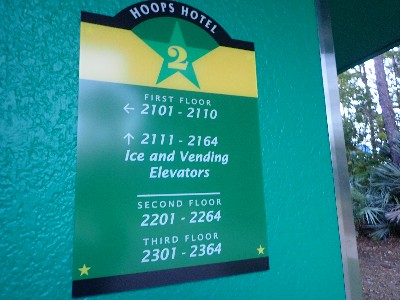 HOOPS HOTEL
2
FIRST FLOOR
← 2101 - 2110
↑ 2111 - 2164
Ice and Vending
Elevators
SECOND FLOOR
2201 - 2264
THIRD FLOOR
2301 - 2364